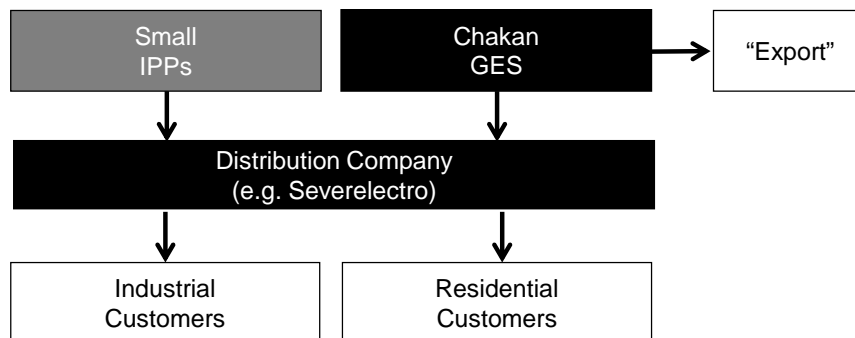 Small
IPPs
Chakan
GES
“Export”
Distribution Company
(e.g. Severelectro)
Industrial
Customers
Residential
Customers